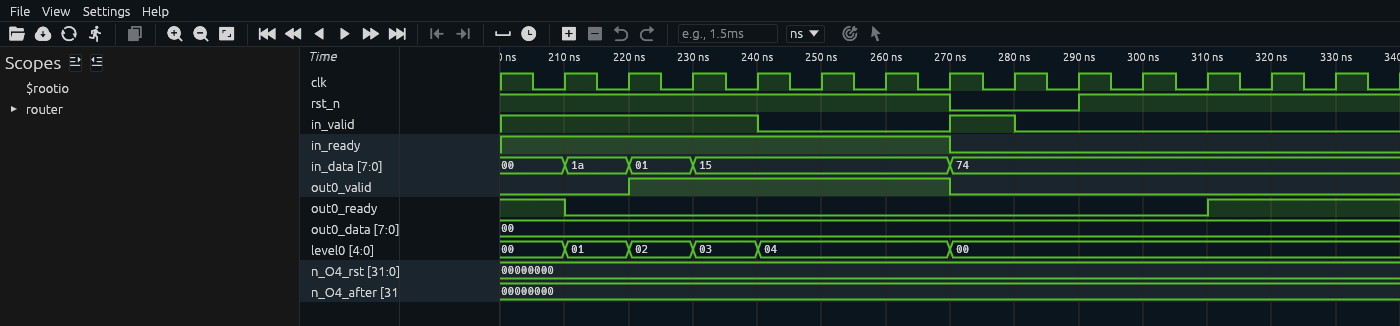 File View Settings Help
e.g., 1.5ms ns
Scopes
$rootio
router
Time 0 ns 210 ns 220 ns 230 ns 240 ns 250 ns 260 ns 270 ns 280 ns 290 ns 300 ns 310 ns 320 ns 330 ns 340
clk
rst_n
in_valid
in_ready
in_data [7:0] 00 1a 01 15 74
out0_valid
out0_ready
out0_data [7:0] 00
level0 [4:0] 00 01 02 03 04 00
n_O4_rst [31:0] 00000000
n_O4_after [31 00000000